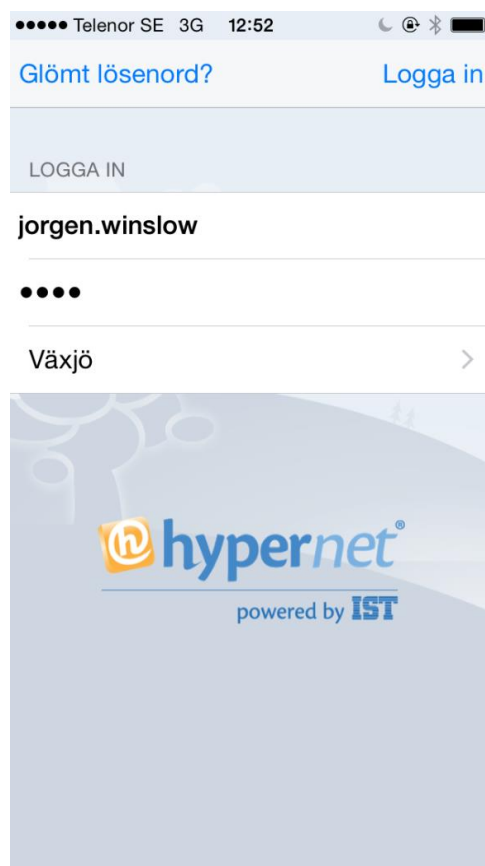 ●●●●● Telenor SE 3G 12:52
Glömt lösenord? Logga in
LOGGA IN
jorgen.winslow
●●●●
Växjö
hypernet®
powered by IST